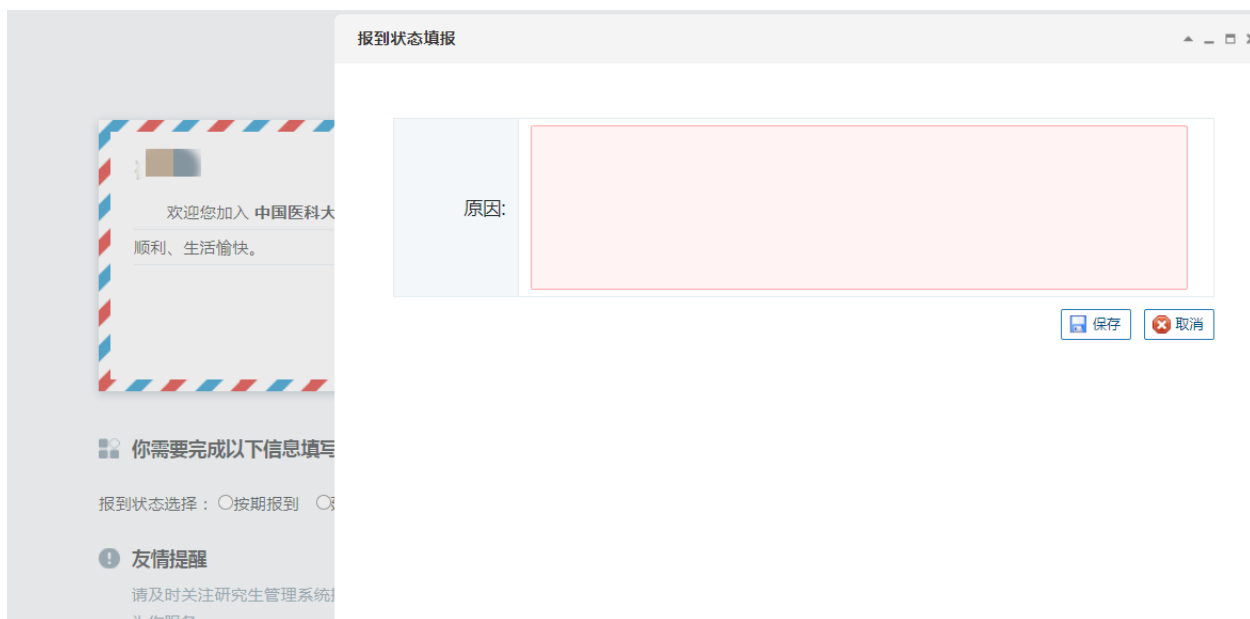 报到状态填报
欢迎您加入 中国医科大
顺利、生活愉快。
原因:
保存
取消
你需要完成以下信息填写
报到状态选择：按期报到
友情提醒
请及时关注研究生管理系统